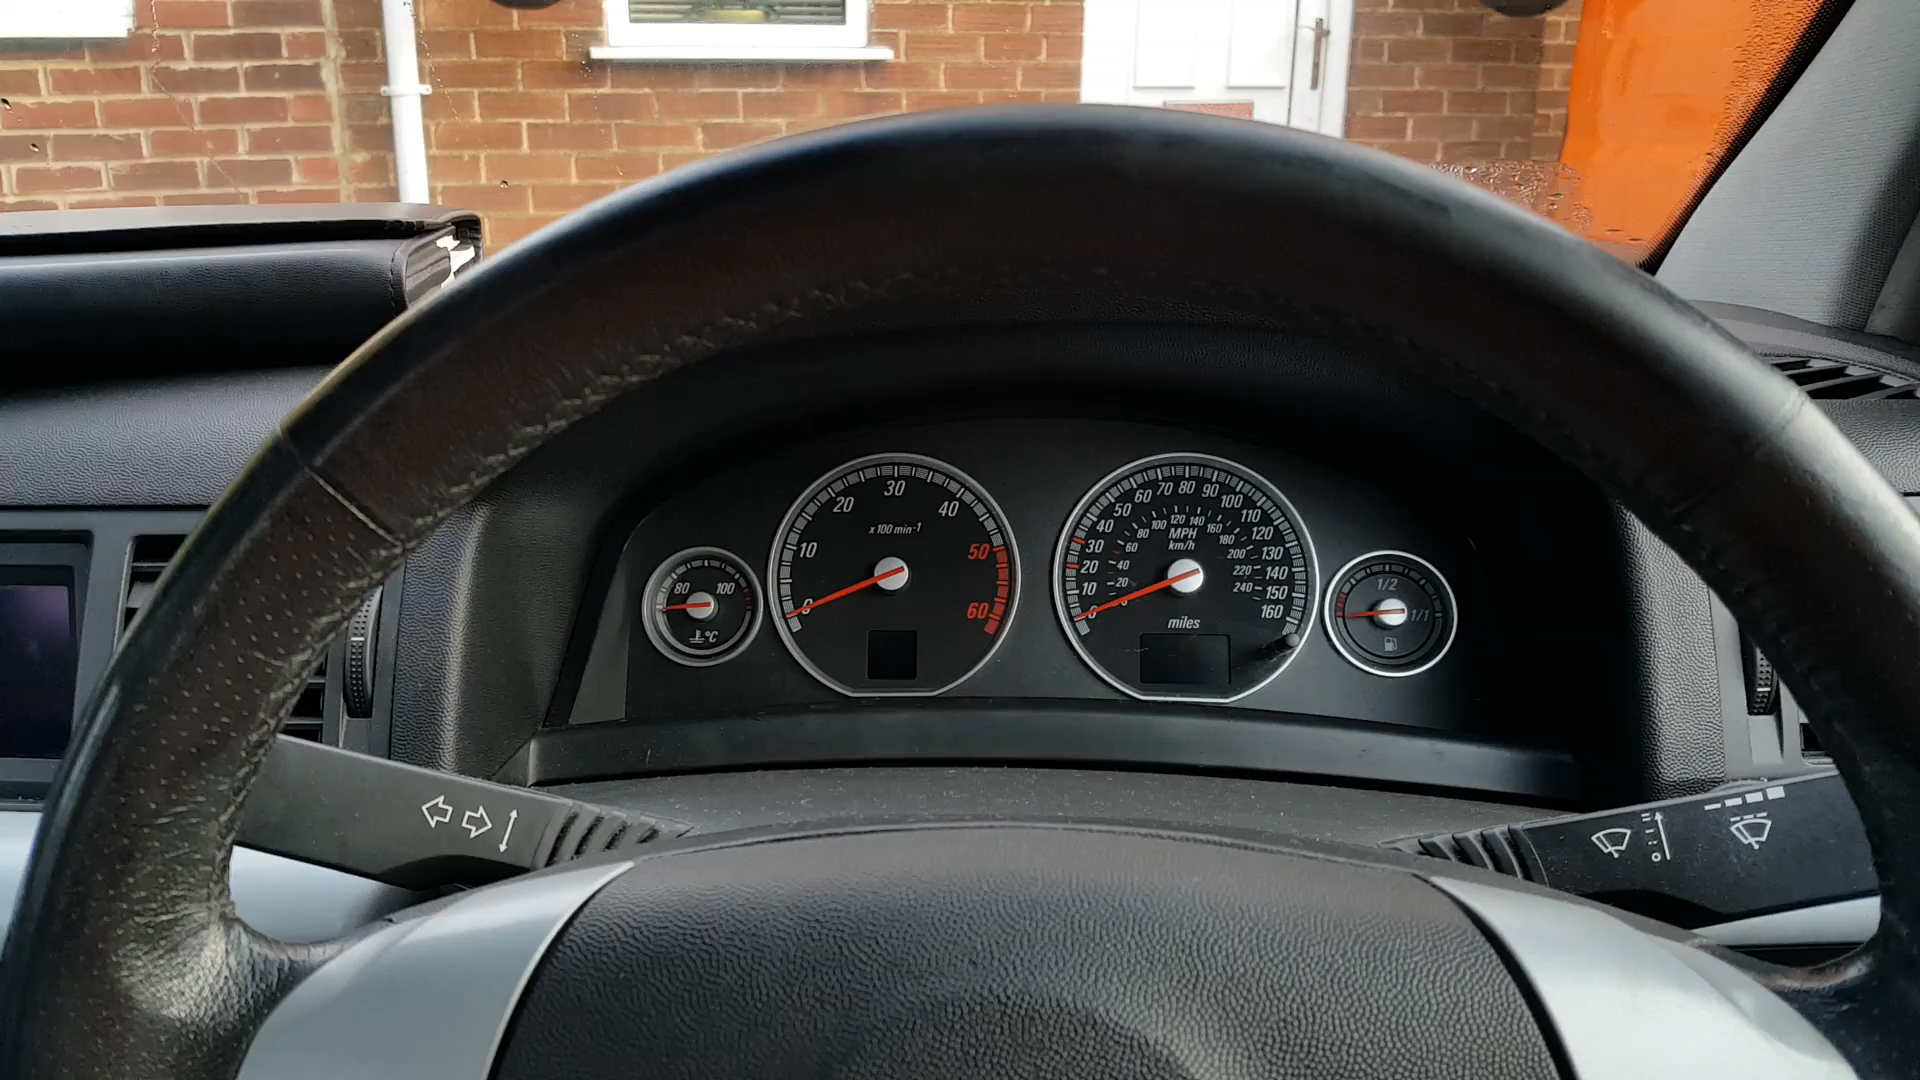 80 100
°C
0 10 20 30 40 50 60
x100 min-1
0 10 20 30 40 50 60 70 80 90 100 110 120 130 140 150 160
20 40 60 80 100 120 140 160 180 200 220 240
MPH
km/h
miles
1/2
1/1